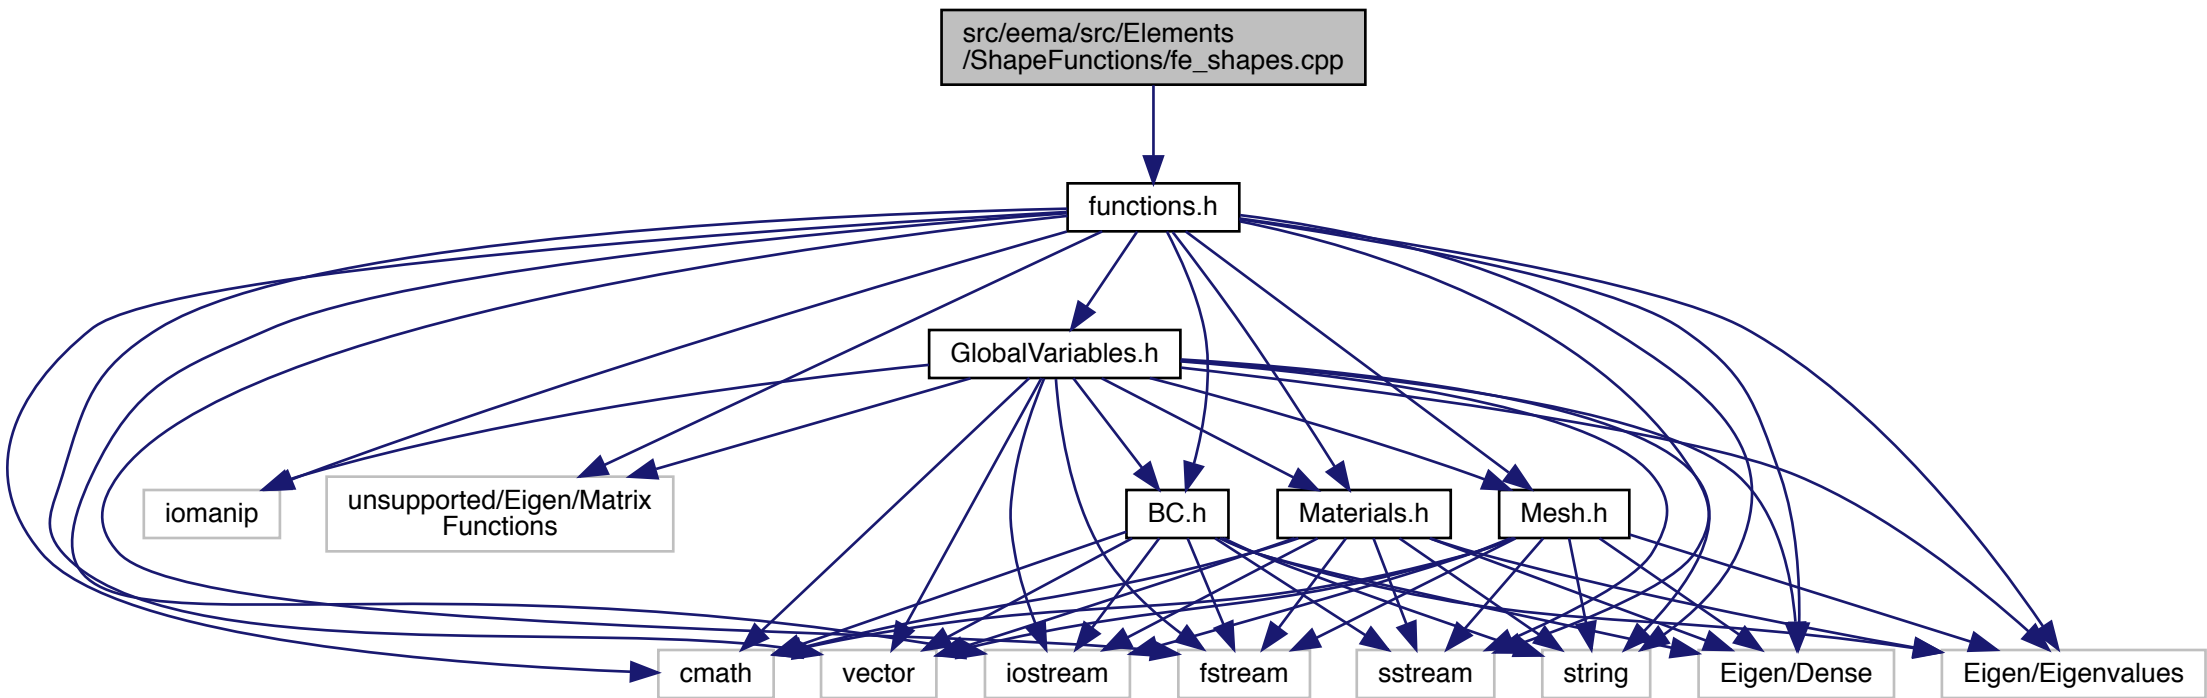 src/eema/src/Elements
/ShapeFunctions/fe_shapes.cpp
functions.h
GlobalVariables.h
iomanip
unsupported/Eigen/Matrix
Functions
BC.h
Materials.h
Mesh.h
cmath
vector
iostream
fstream
sstream
string
Eigen/Dense
Eigen/Eigenvalues